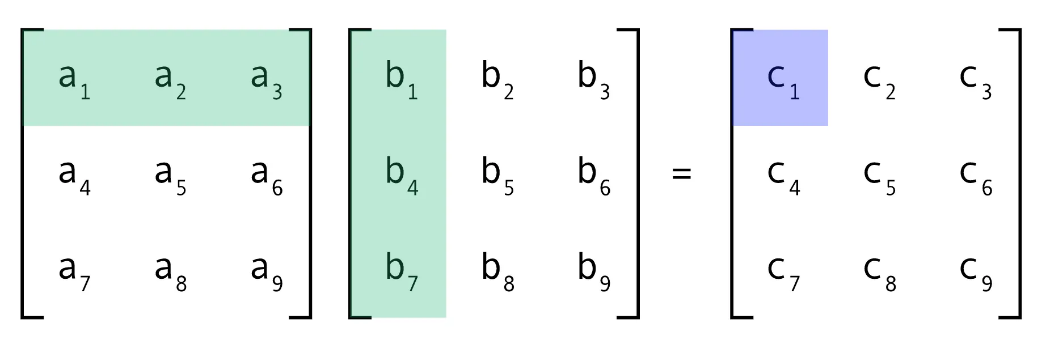 a₁ a₂ a₃ b₁ b₂ b₃ c₁ c₂ c₃
a₄ a₅ a₆ b₄ b₅ b₆ = c₄ c₅ c₆
a₇ a₈ a₉ b₇ b₈ b₉ c₇ c₈ c₉